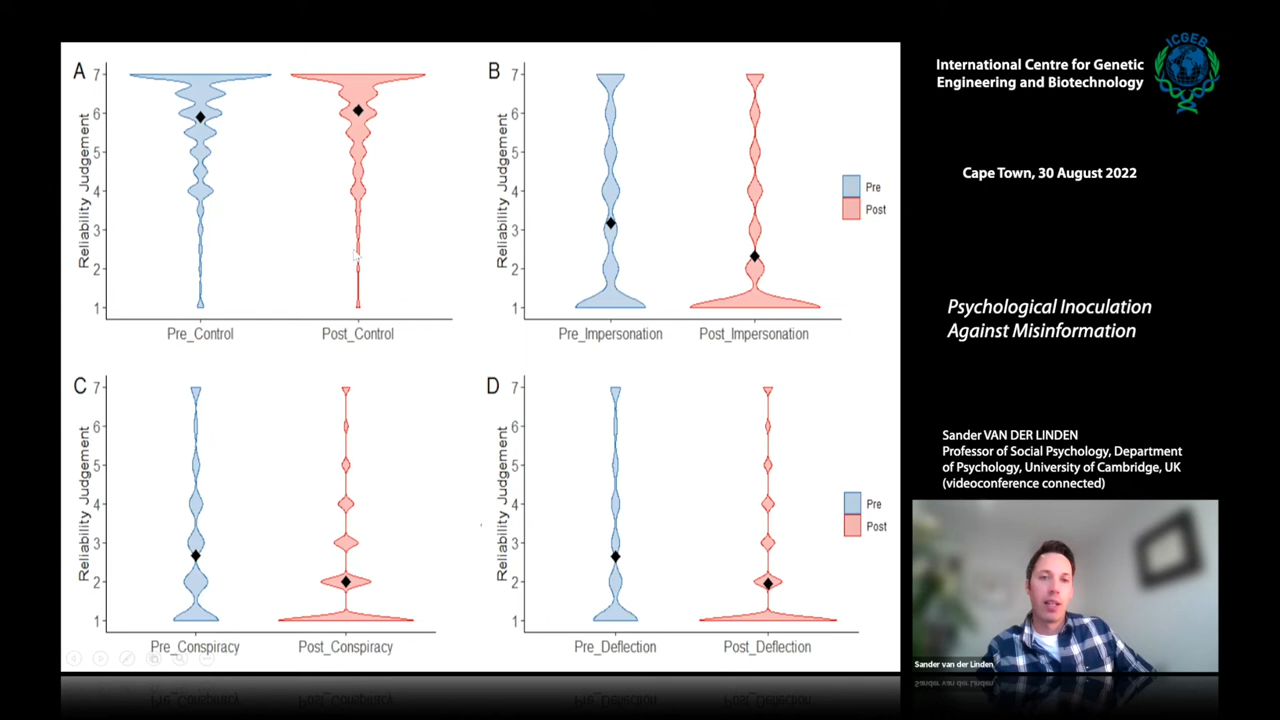 A
7
6
5
4
3
2
1
Reliability Judgement
Pre_Control
Post_Control
B
7
6
5
4
3
2
1
Reliability Judgement
Pre_Impersonation
Post_Impersonation
Pre
Post
C
7
6
5
4
3
2
1
Reliability Judgement
Pre_Conspiracy
Post_Conspiracy
D
7
6
5
4
3
2
1
Reliability Judgement
Pre_Deflection
Post_Deflection
Pre
Post
International Centre for Genetic
Engineering and Biotechnology
ICGEB
Cape Town, 30 August 2022
Psychological Inoculation
Against Misinformation
Sander VAN DER LINDEN
Professor of Social Psychology, Department
of Psychology, University of Cambridge, UK
(videoconference connected)
Sander van der Linden